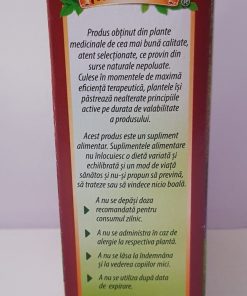 ®
Produs obținut din plante
medicinale de cea mai bună calitate,
atent selecționate, ce provin din
surse naturale nepoluate.
Culese în momentele de maximă
eficiență terapeutică, plantele își
păstrează nealterate principiile
active pe durata de valabilitate
a produsului.
Acest produs este un supliment
alimentar. Suplimentele alimentare
nu înlocuiesc o dietă variată și
echilibrată și un mod de viață
sănătos și nu-și propun să prevină,
să trateze sau să vindece nicio boală.
A nu se depăși doza
recomandată pentru
consumul zilnic.
A nu se administra în caz de
alergie la respectiva plantă.
A nu se lăsa la îndemâna
și la vederea copiilor mici.
A nu se utiliza după data
de expirare.